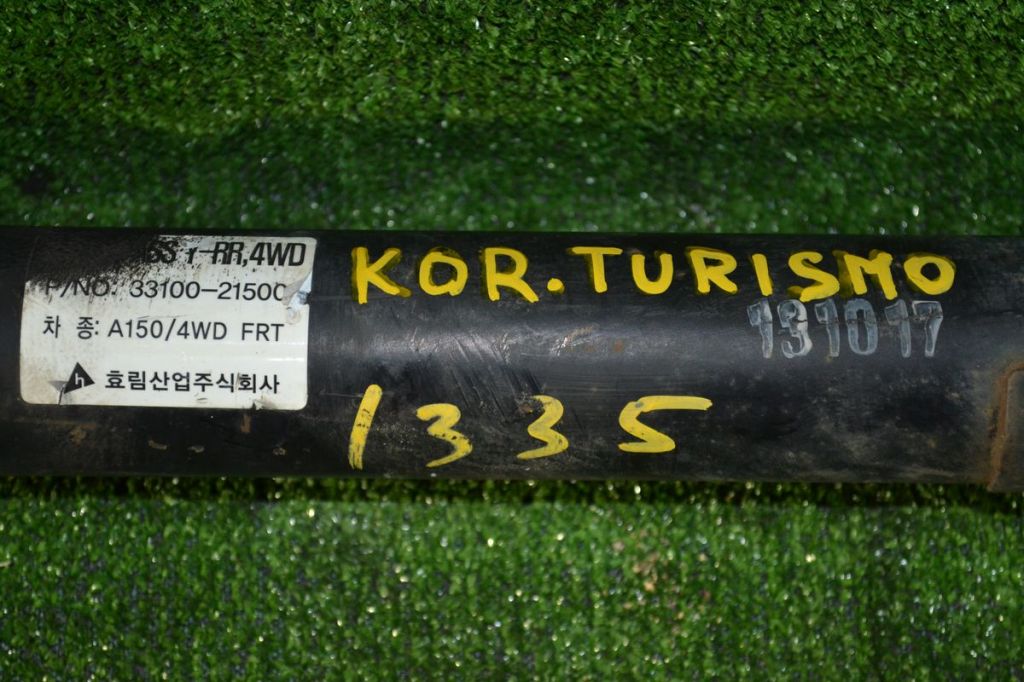 r-RR,4WD
P/NO: 33100-2150
차 종: A150/4WD FRT
효림산업주식회사
KOR.TURISMO
131017
1335